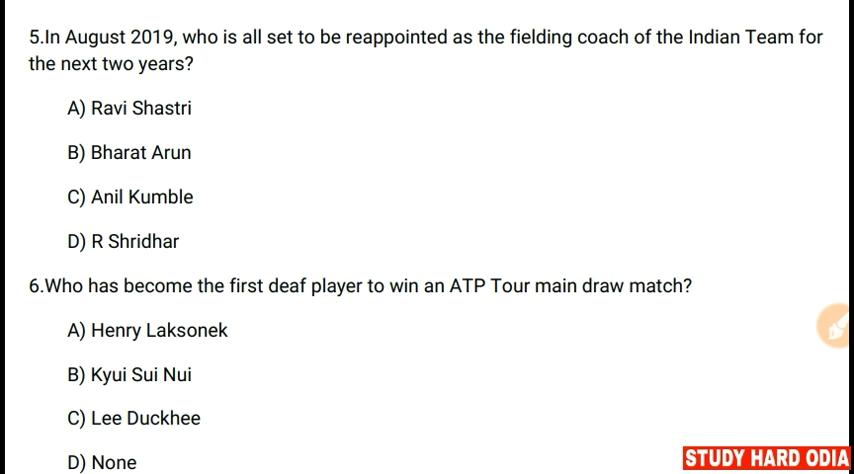 5.In August 2019, who is all set to be reappointed as the fielding coach of the Indian Team for
the next two years?
A) Ravi Shastri
B) Bharat Arun
C) Anil Kumble
D) R Shridhar
6.Who has become the first deaf player to win an ATP Tour main draw match?
A) Henry Laksonek
B) Kyui Sui Nui
C) Lee Duckhee
D) None
STUDY HARD ODIA